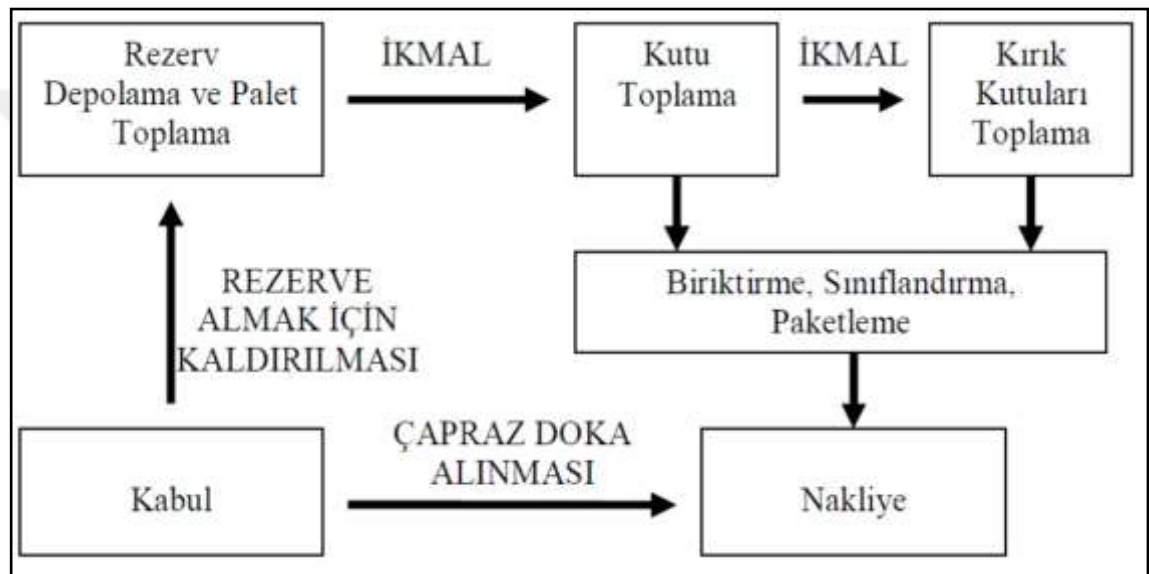 Rezerv
Depolama ve Palet
Toplama
İKMAL
Kutu
Toplama
İKMAL
Kırık
Kutuları
Toplama
REZERVE
ALMAK İÇİN
KALDIRILMASI
Biriktirme, Sınıflandırma,
Paketleme
Kabul
ÇAPRAZ DOKA
ALINMASI
Nakliye